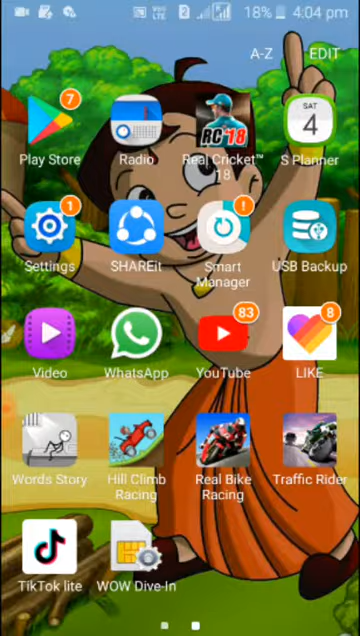 VoLTE 2 18% 4:04 pm
A-Z EDIT
7
RC'18
SAT
4
Play Store Radio Real Cricket™ 18 S Planner
1 !
Settings SHAREit Smart Manager USB Backup
83 8
Video WhatsApp YouTube LIKE
Words Story Hill Climb Racing Real Bike Racing Traffic Rider
TikTok lite WOW Dive-In